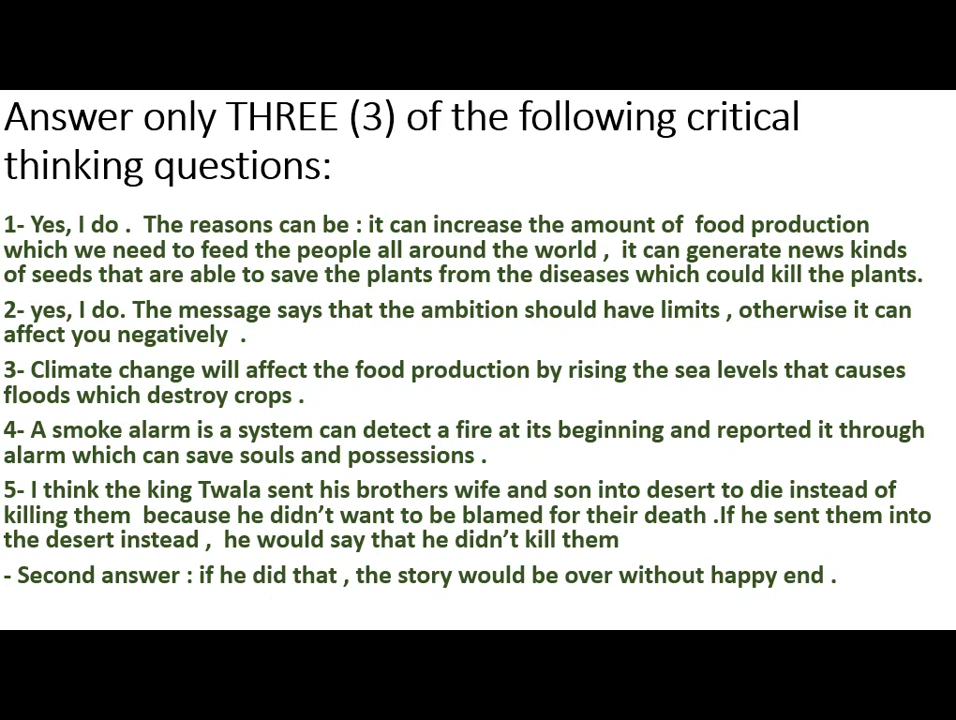 Answer only THREE (3) of the following critical
thinking questions:
1- Yes, I do .  The reasons can be : it can increase the amount of  food production
which we need to feed the people all around the world ,  it can generate news kinds
of seeds that are able to save the plants from the diseases which could kill the plants.
2- yes, I do. The message says that the ambition should have limits , otherwise it can
affect you negatively  .
3- Climate change will affect the food production by rising the sea levels that causes
floods which destroy crops .
4- A smoke alarm is a system can detect a fire at its beginning and reported it through
alarm which can save souls and possessions .
5- I think the king Twala sent his brothers wife and son into desert to die instead of
killing them  because he didn’t want to be blamed for their death .If he sent them into
the desert instead ,  he would say that he didn’t kill them
- Second answer : if he did that , the story would be over without happy end .